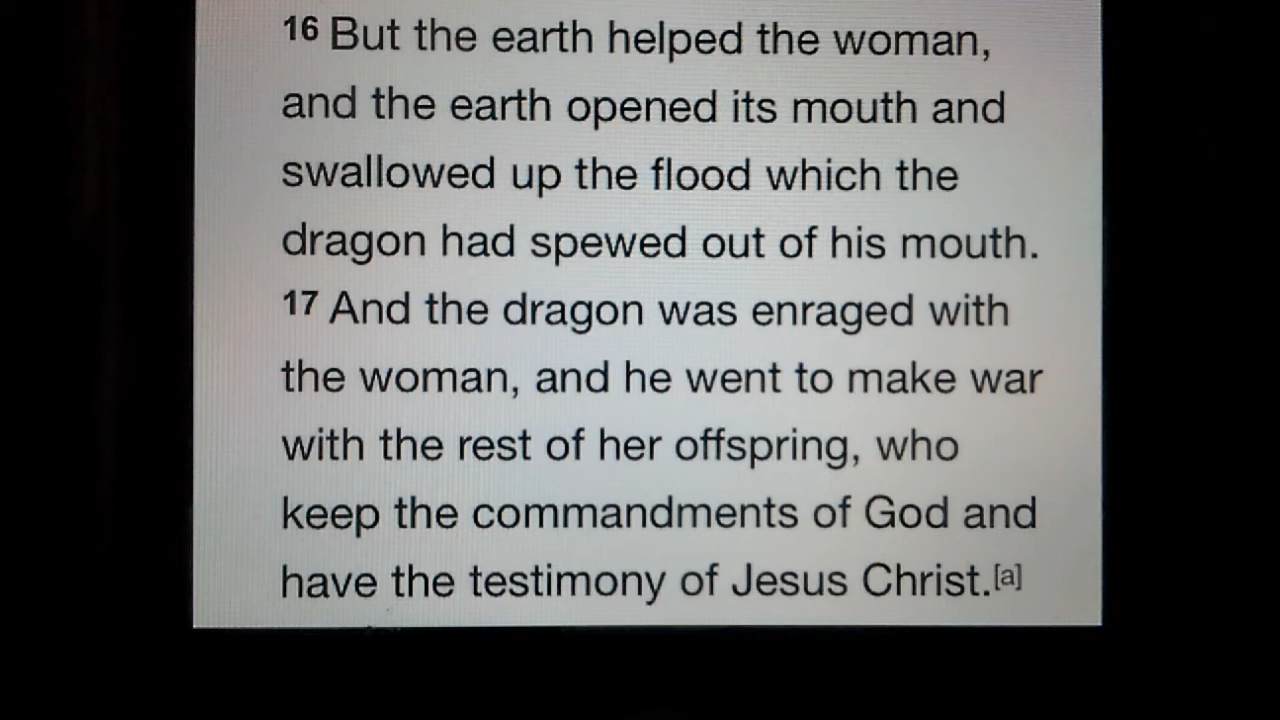 16 But the earth helped the woman,
and the earth opened its mouth and
swallowed up the flood which the
dragon had spewed out of his mouth.
17 And the dragon was enraged with
the woman, and he went to make war
with the rest of her offspring, who
keep the commandments of God and
have the testimony of Jesus Christ.[a]